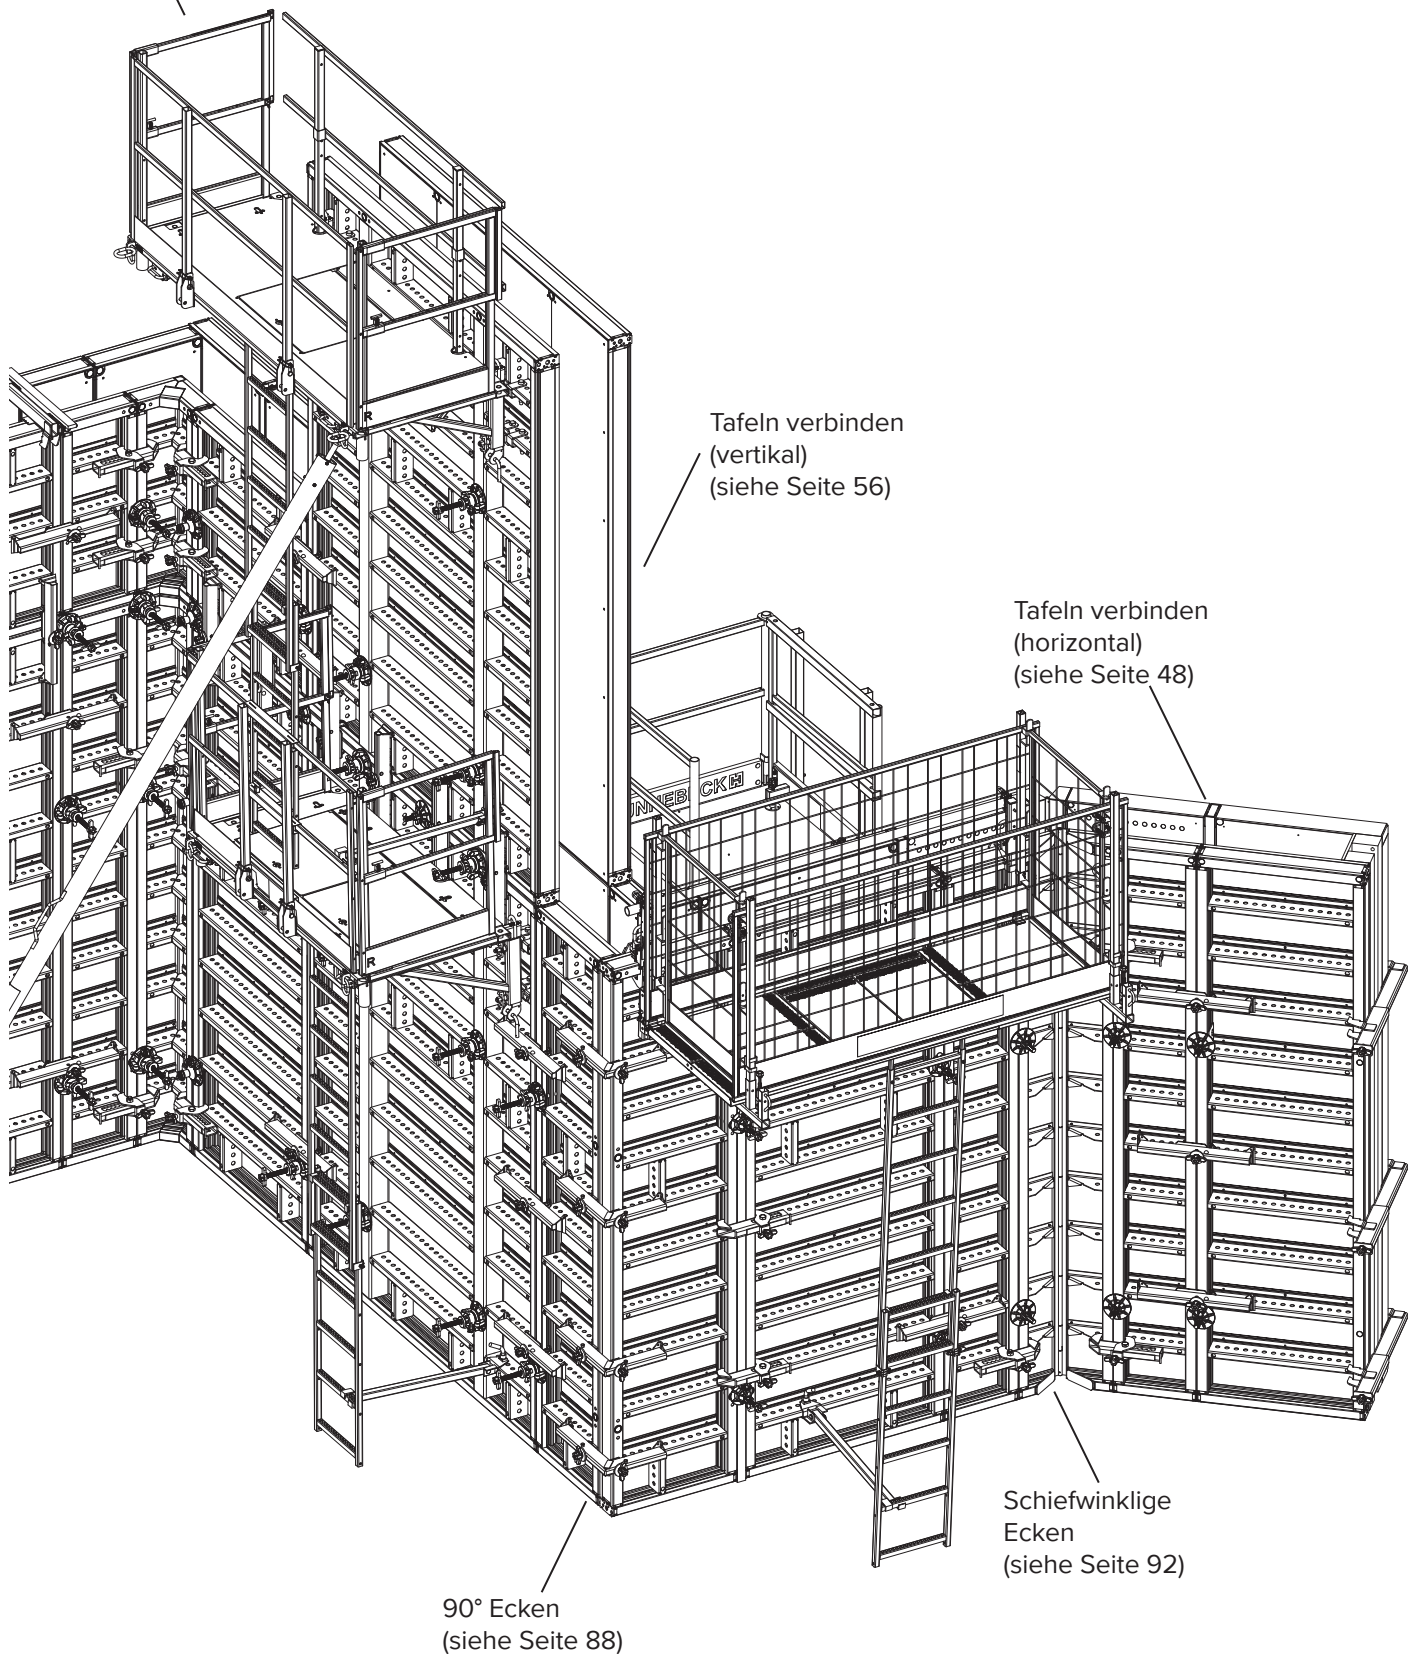 R
Tafeln verbinden
(vertikal)
(siehe Seite 56)
Tafeln verbinden
(horizontal)
(siehe Seite 48)
R
Schiefwinklige
Ecken
(siehe Seite 92)
90° Ecken
(siehe Seite 88)